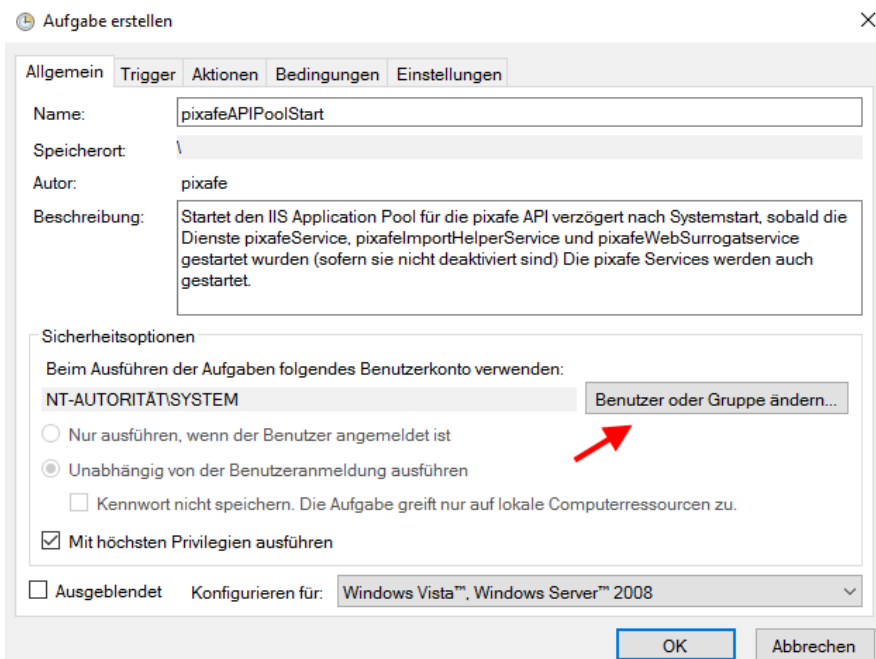 Aufgabe erstellen
Allgemein Trigger Aktionen Bedingungen Einstellungen
Name: pixafeAPIPoolStart
Speicherort: \
Autor: pixafe
Beschreibung: Startet den IIS Application Pool für die pixafe API verzögert nach Systemstart, sobald die
Dienste pixafeService, pixafeImportHelperService und pixafeWebSurrogatservice
gestartet wurden (sofern sie nicht deaktiviert sind) Die pixafe Services werden auch
gestartet.
Sicherheitsoptionen
Beim Ausführen der Aufgaben folgendes Benutzerkonto verwenden:
NT-AUTORITÄT\SYSTEM Benutzer oder Gruppe ändern...
Nur ausführen, wenn der Benutzer angemeldet ist
Unabhängig von der Benutzeranmeldung ausführen
Kennwort nicht speichern. Die Aufgabe greift nur auf lokale Computerressourcen zu.
Mit höchsten Privilegien ausführen
Ausgeblendet Konfigurieren für: Windows Vista™, Windows Server™ 2008
OK Abbrechen